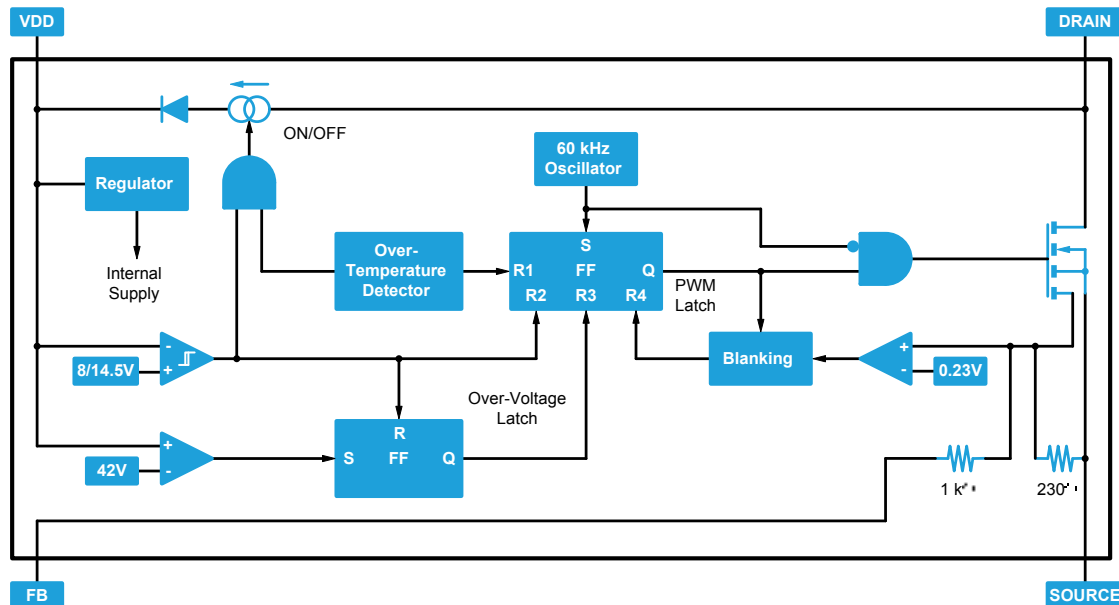 VDD
DRAIN
ON/OFF
60 kHz
Oscillator
Regulator
Over-
Temperature
Detector
S
R1
FF
Q
R2
R3
R4
PWM
Latch
Internal
Supply
-
+
8/14.5V
Blanking
+
-
0.23V
Over-Voltage
Latch
R
S
FF
Q
+
-
42V
1 k
230
FB
SOURCE